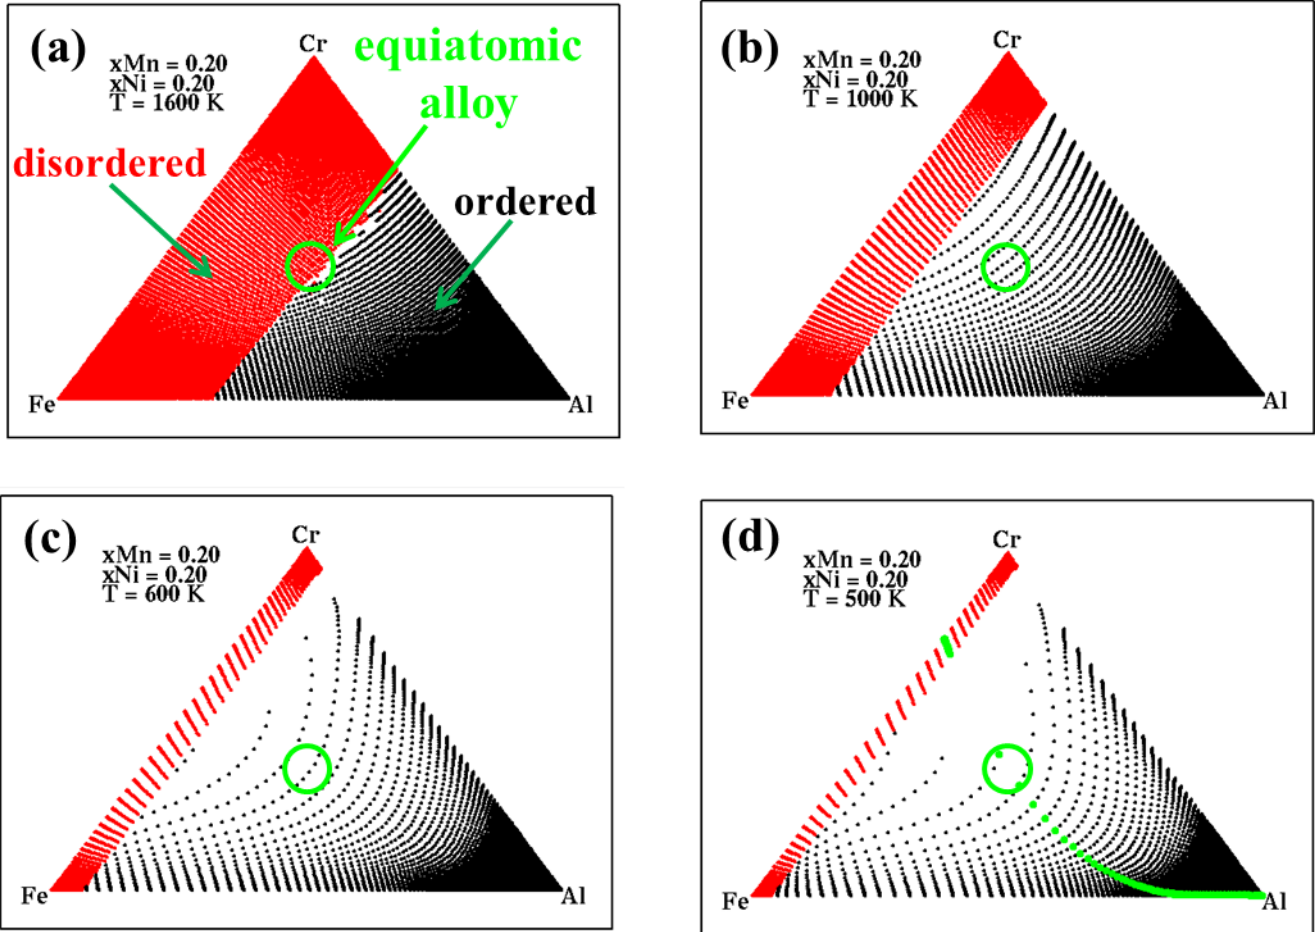 (a)
xMn = 0.20
xNi = 0.20
T = 1600 K
Cr
equiatomic
alloy
disordered
ordered
Fe
Al
(b)
xMn = 0.20
xNi = 0.20
T = 1000 K
Cr
Fe
Al
(c)
xMn = 0.20
xNi = 0.20
T = 600 K
Cr
Fe
Al
(d)
xMn = 0.20
xNi = 0.20
T = 500 K
Cr
Fe
Al